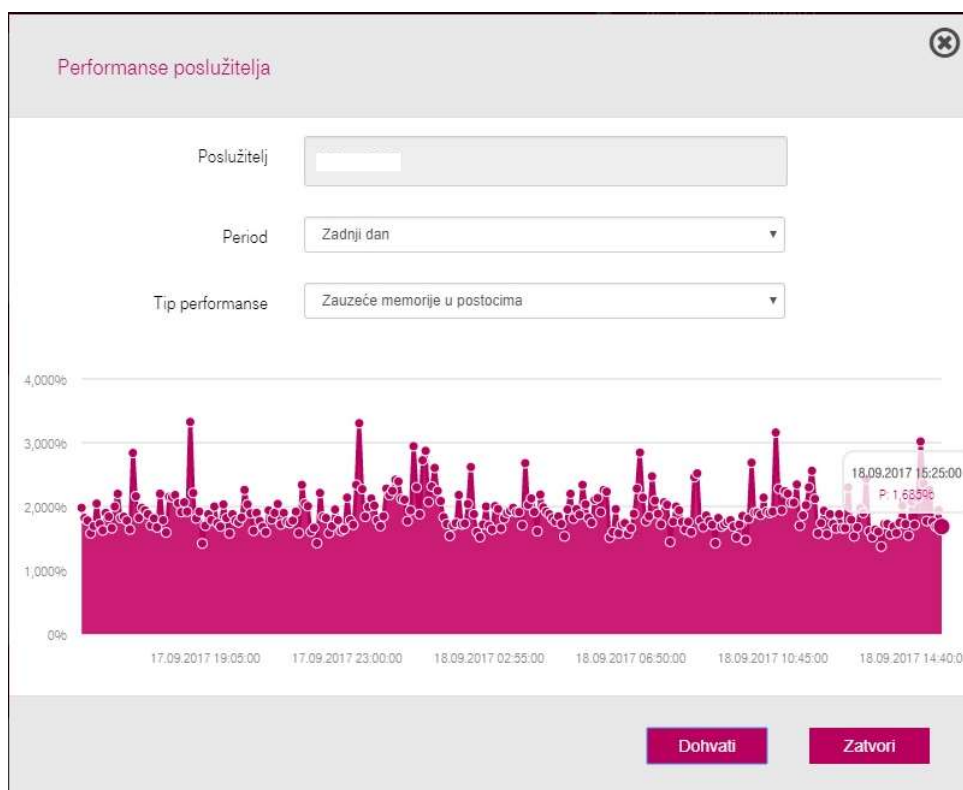 Performanse poslužitelja
Poslužitelj
Period
Zadnji dan
Tip performanse
Zauzeće memorije u postocima
4,000%
3,000%
2,000%
1,000%
0%
18.09.2017 15:25:00
P: 1,685%
17.09.2017 19:05:00
17.09.2017 23:00:00
18.09.2017 02:55:00
18.09.2017 06:50:00
18.09.2017 10:45:00
18.09.2017 14:40:0
Dohvati
Zatvori